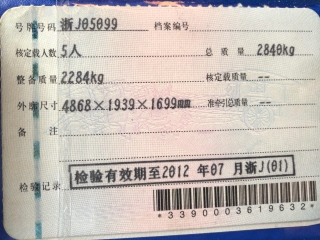 号牌号码 浙J05099 档案编号
核定载人数 5人 总质量 2840kg
整备质量 2284kg 核定载质量 --
外廓尺寸 4868×1939×1699mm 准牵引总质量 --
备注
检验记录 检验有效期至2012 年07 月浙J(01)
*3390003619632*